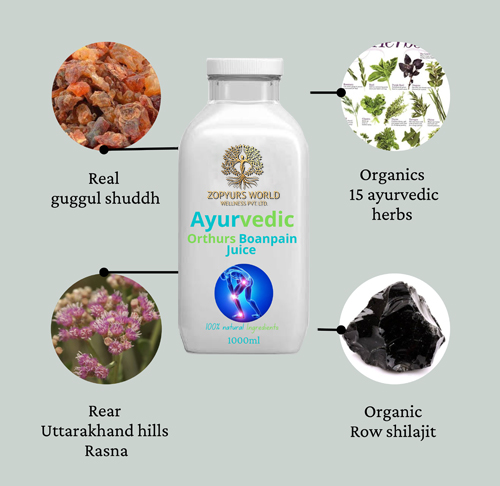 Herbs
Real
guggul shuddh
Organics
15 ayurvedic
herbs
ZOPYURS WORLD
WELLNESS PVT LTD.
Ayurvedic
Orthurs Boanpain
Juice
100% natural ingredients
1000ml
Rear
Uttarakhand hills
Rasna
Organic
Row shilajit